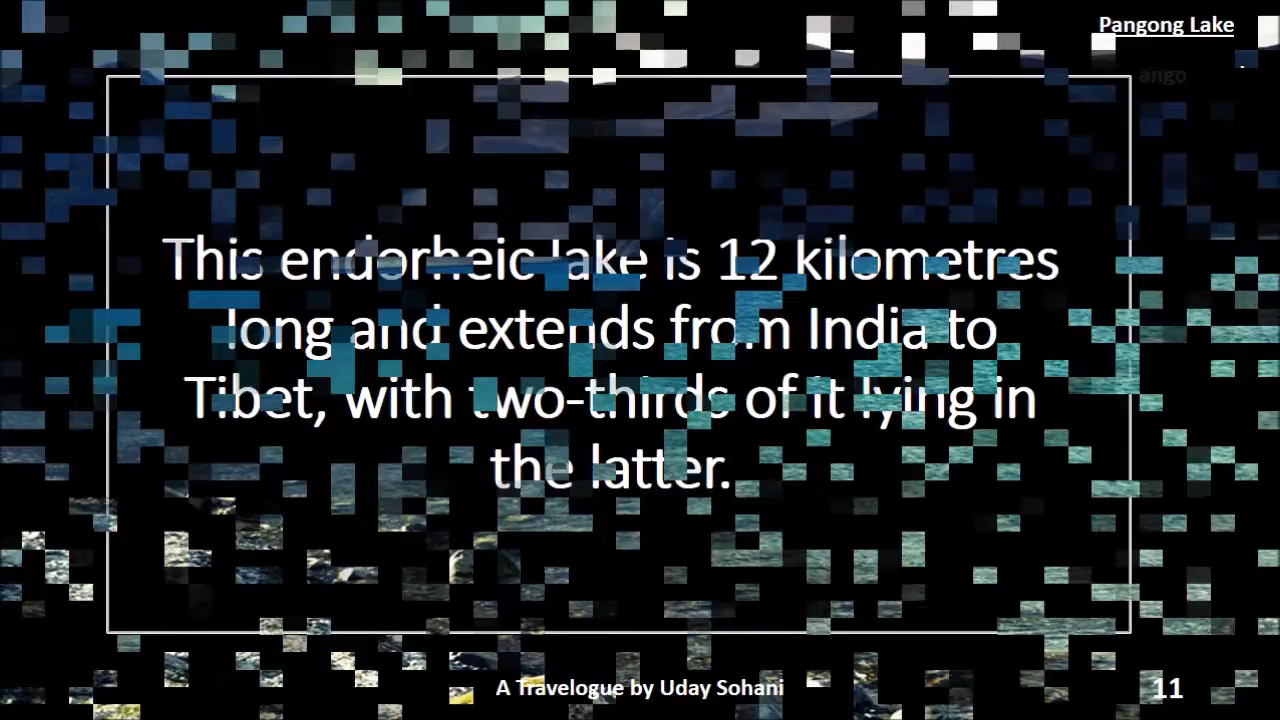 Pangong Lake
ango
This endorheic lake is 12 kilometres
long and extends from India to
Tibet, with two-thirds of it lying in
the latter.
A Travelogue by Uday Sohani
11